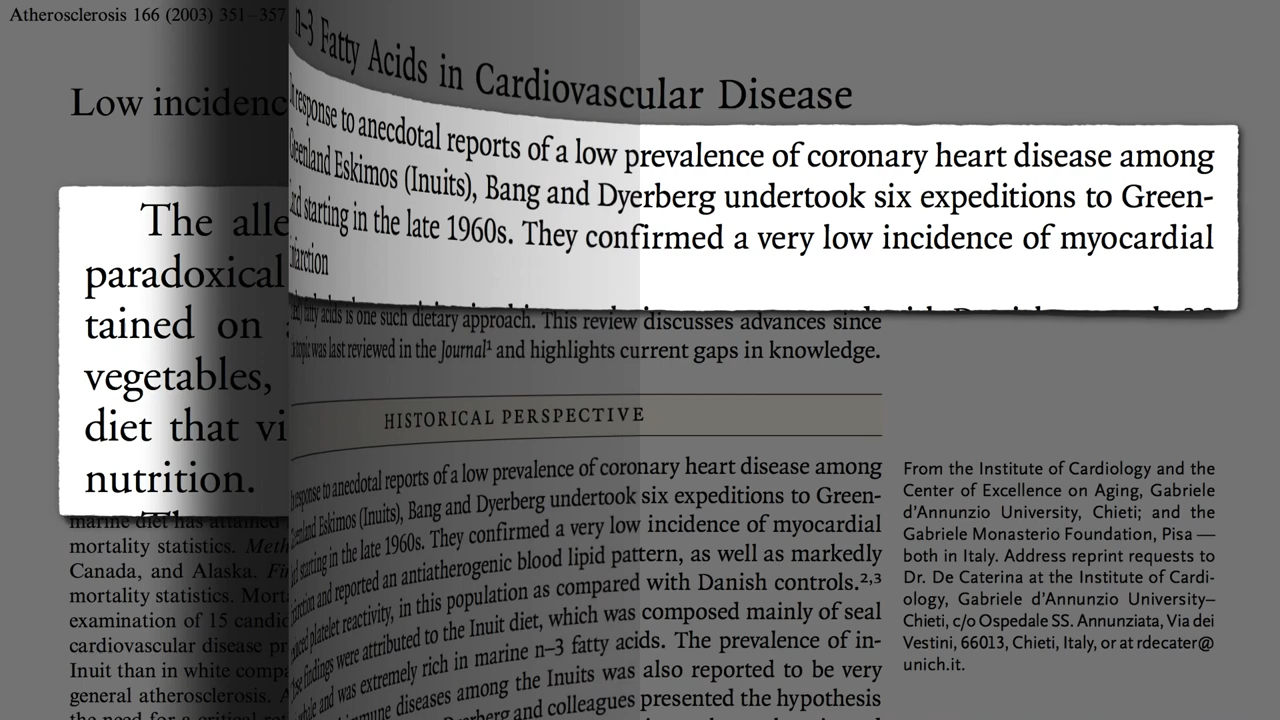 Atherosclerosis 166 (2003) 351–357
Low incidenc
The alle
paradoxical
tained on
vegetables,
diet that vi
nutrition.
marine diet has attained
mortality statistics. Meth
Canada, and Alaska. Fi
mortality statistics. Mort
examination of 15 candi
cardiovascular disease pr
Inuit than in white compa
general atherosclerosis. A
n–3 Fatty Acids in Cardiovascular Disease
n response to anecdotal reports of a low prevalence of coronary heart disease among
Greenland Eskimos (Inuits), Bang and Dyerberg undertook six expeditions to Green-
and starting in the late 1960s. They confirmed a very low incidence of myocardial
infarction
fatty acids is one such dietary approach. This review discusses advances since
topic was last reviewed in the Journal¹ and highlights current gaps in knowledge.
HISTORICAL PERSPECTIVE
response to anecdotal reports of a low prevalence of coronary heart disease among
Greenland Eskimos (Inuits), Bang and Dyerberg undertook six expeditions to Green-
starting in the late 1960s. They confirmed a very low incidence of myocardial
and reported an antiatherogenic blood lipid pattern, as well as markedly
platelet reactivity, in this population as compared with Danish controls.²,³
findings were attributed to the Inuit diet, which was composed mainly of seal
and was extremely rich in marine n–3 fatty acids. The prevalence of in-
diseases among the Inuits was also reported to be very
and colleagues presented the hypothesis
From the Institute of Cardiology and the
Center of Excellence on Aging, Gabriele
d’Annunzio University, Chieti; and the
Gabriele Monasterio Foundation, Pisa —
both in Italy. Address reprint requests to
Dr. De Caterina at the Institute of Cardi-
ology, Gabriele d’Annunzio University–
Chieti, c/o Ospedale SS. Annunziata, Via dei
Vestini, 66013, Chieti, Italy, or at rdecater@
unich.it.